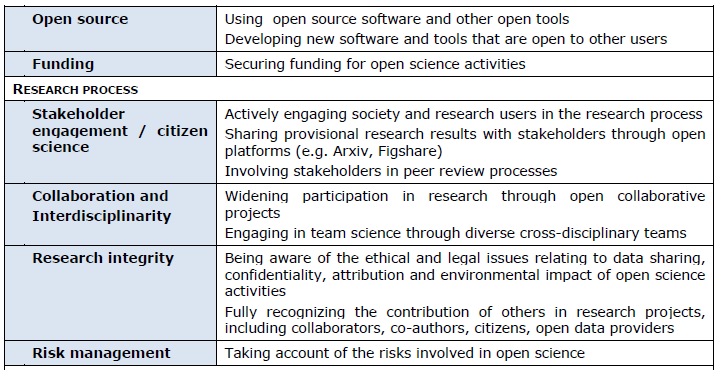 Open source
Using open source software and other open tools
Developing new software and tools that are open to other users
Funding
Securing funding for open science activities
RESEARCH PROCESS
Stakeholder
engagement / citizen
science
Actively engaging society and research users in the research process
Sharing provisional research results with stakeholders through open
platforms (e.g. Arxiv, Figshare)
Involving stakeholders in peer review processes
Collaboration and
Interdisciplinarity
Widening participation in research through open collaborative
projects
Engaging in team science through diverse cross-disciplinary teams
Research integrity
Being aware of the ethical and legal issues relating to data sharing,
confidentiality, attribution and environmental impact of open science
activities
Fully recognizing the contribution of others in research projects,
including collaborators, co-authors, citizens, open data providers
Risk management
Taking account of the risks involved in open science